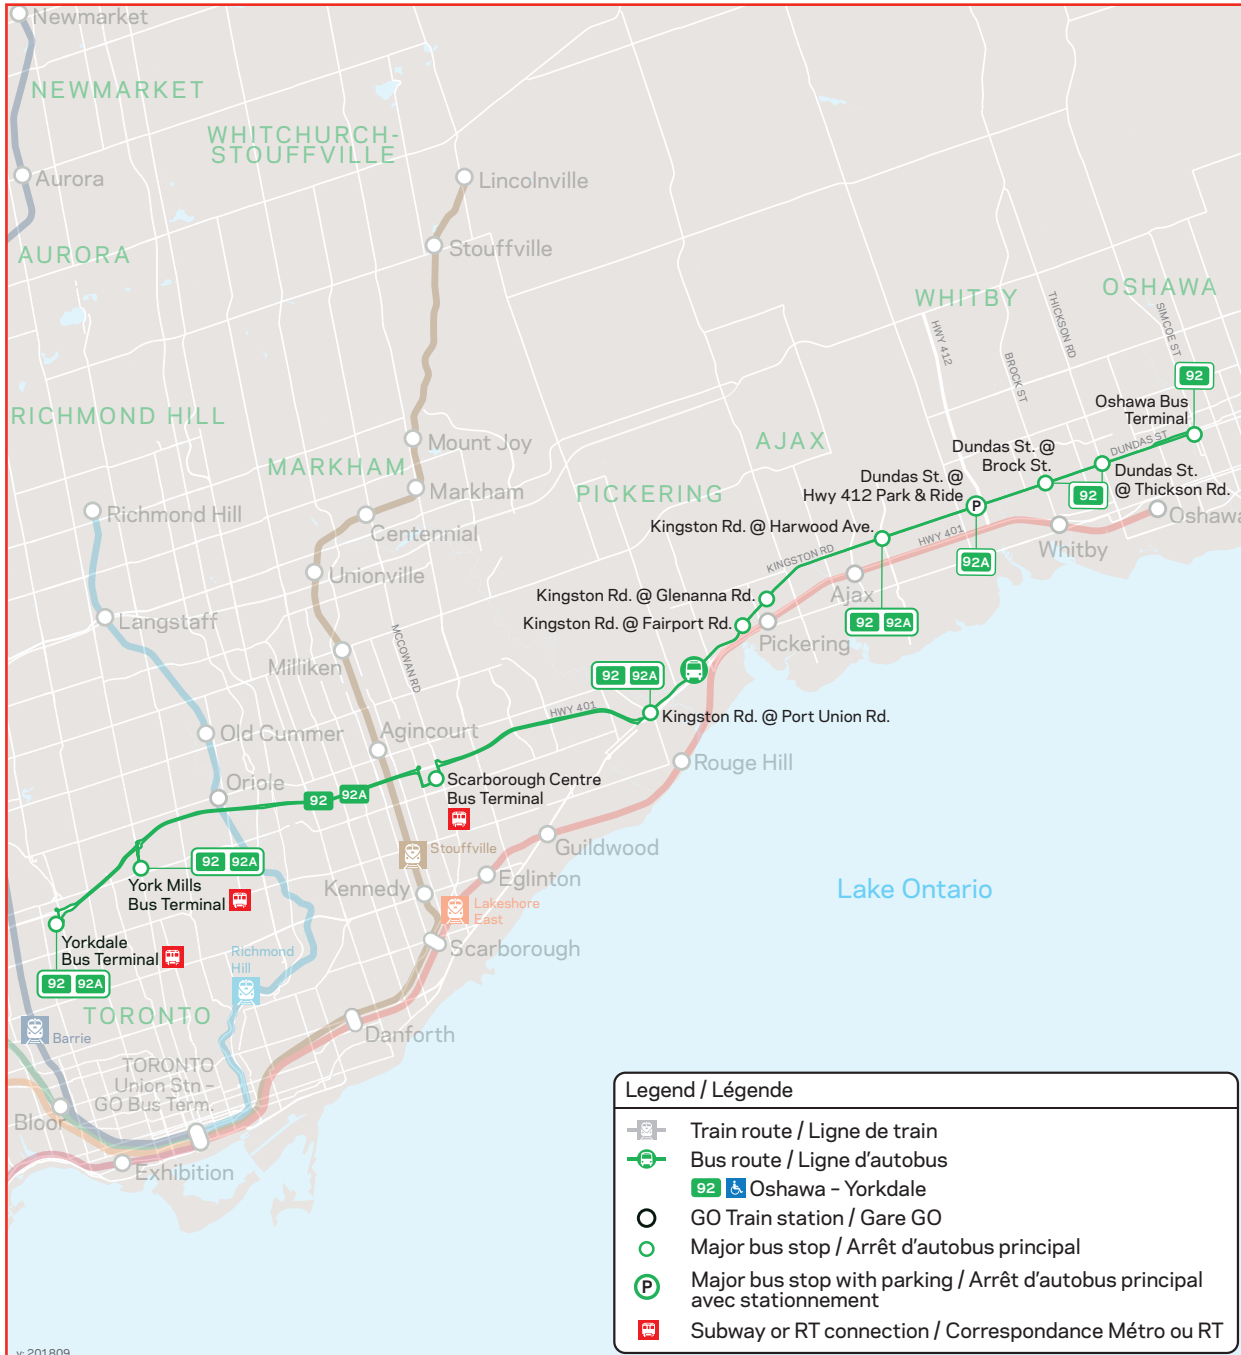 Newmarket
NEWMARKET
WHITCHURCH-
STOUFFVILLE
Aurora
Lincolnville
AURORA
Stouffville
WHITBY
OSHAWA
THICKSON RD
SIMCOE ST
HWY 412
BROCK ST
92
Oshawa Bus
Terminal
RICHMOND HILL
Mount Joy
AJAX
DUNDAS ST
MARKHAM
Dundas St. @
Brock St.
Dundas St.
@ Thickson Rd.
92
Markham
PICKERING
Dundas St. @
Hwy 412 Park & Ride
P
Richmond Hill
Centennial
Kingston Rd. @ Harwood Ave.
HWY 401
Oshawa
Whitby
KINGSTON RD
92A
Unionville
Ajax
Kingston Rd. @ Glenanna Rd.
Kingston Rd. @ Fairport Rd.
92 92A
Langstaff
MCCOWAN RD
Pickering
Milliken
92 92A
HWY 401
Kingston Rd. @ Port Union Rd.
Old Cummer
Agincourt
Rouge Hill
Oriole
Scarborough Centre
Bus Terminal
92
92A
Guildwood
Stouffville
92 92A
York Mills
Bus Terminal
Kennedy
Eglinton
Lake Ontario
Lakeshore
East
Yorkdale
Bus Terminal
Scarborough
Richmond
Hill
92 92A
TORONTO
Barrie
Danforth
TORONTO
Union Stn –
GO Bus Term.
Bloor
Exhibition
Legend / Légende
Train route / Ligne de train
Bus route / Ligne d'autobus
92 Oshawa – Yorkdale
GO Train station / Gare GO
Major bus stop / Arrêt d'autobus principal
P Major bus stop with parking / Arrêt d'autobus principal
avec stationnement
Subway or RT connection / Correspondance Métro ou RT
v: 201809